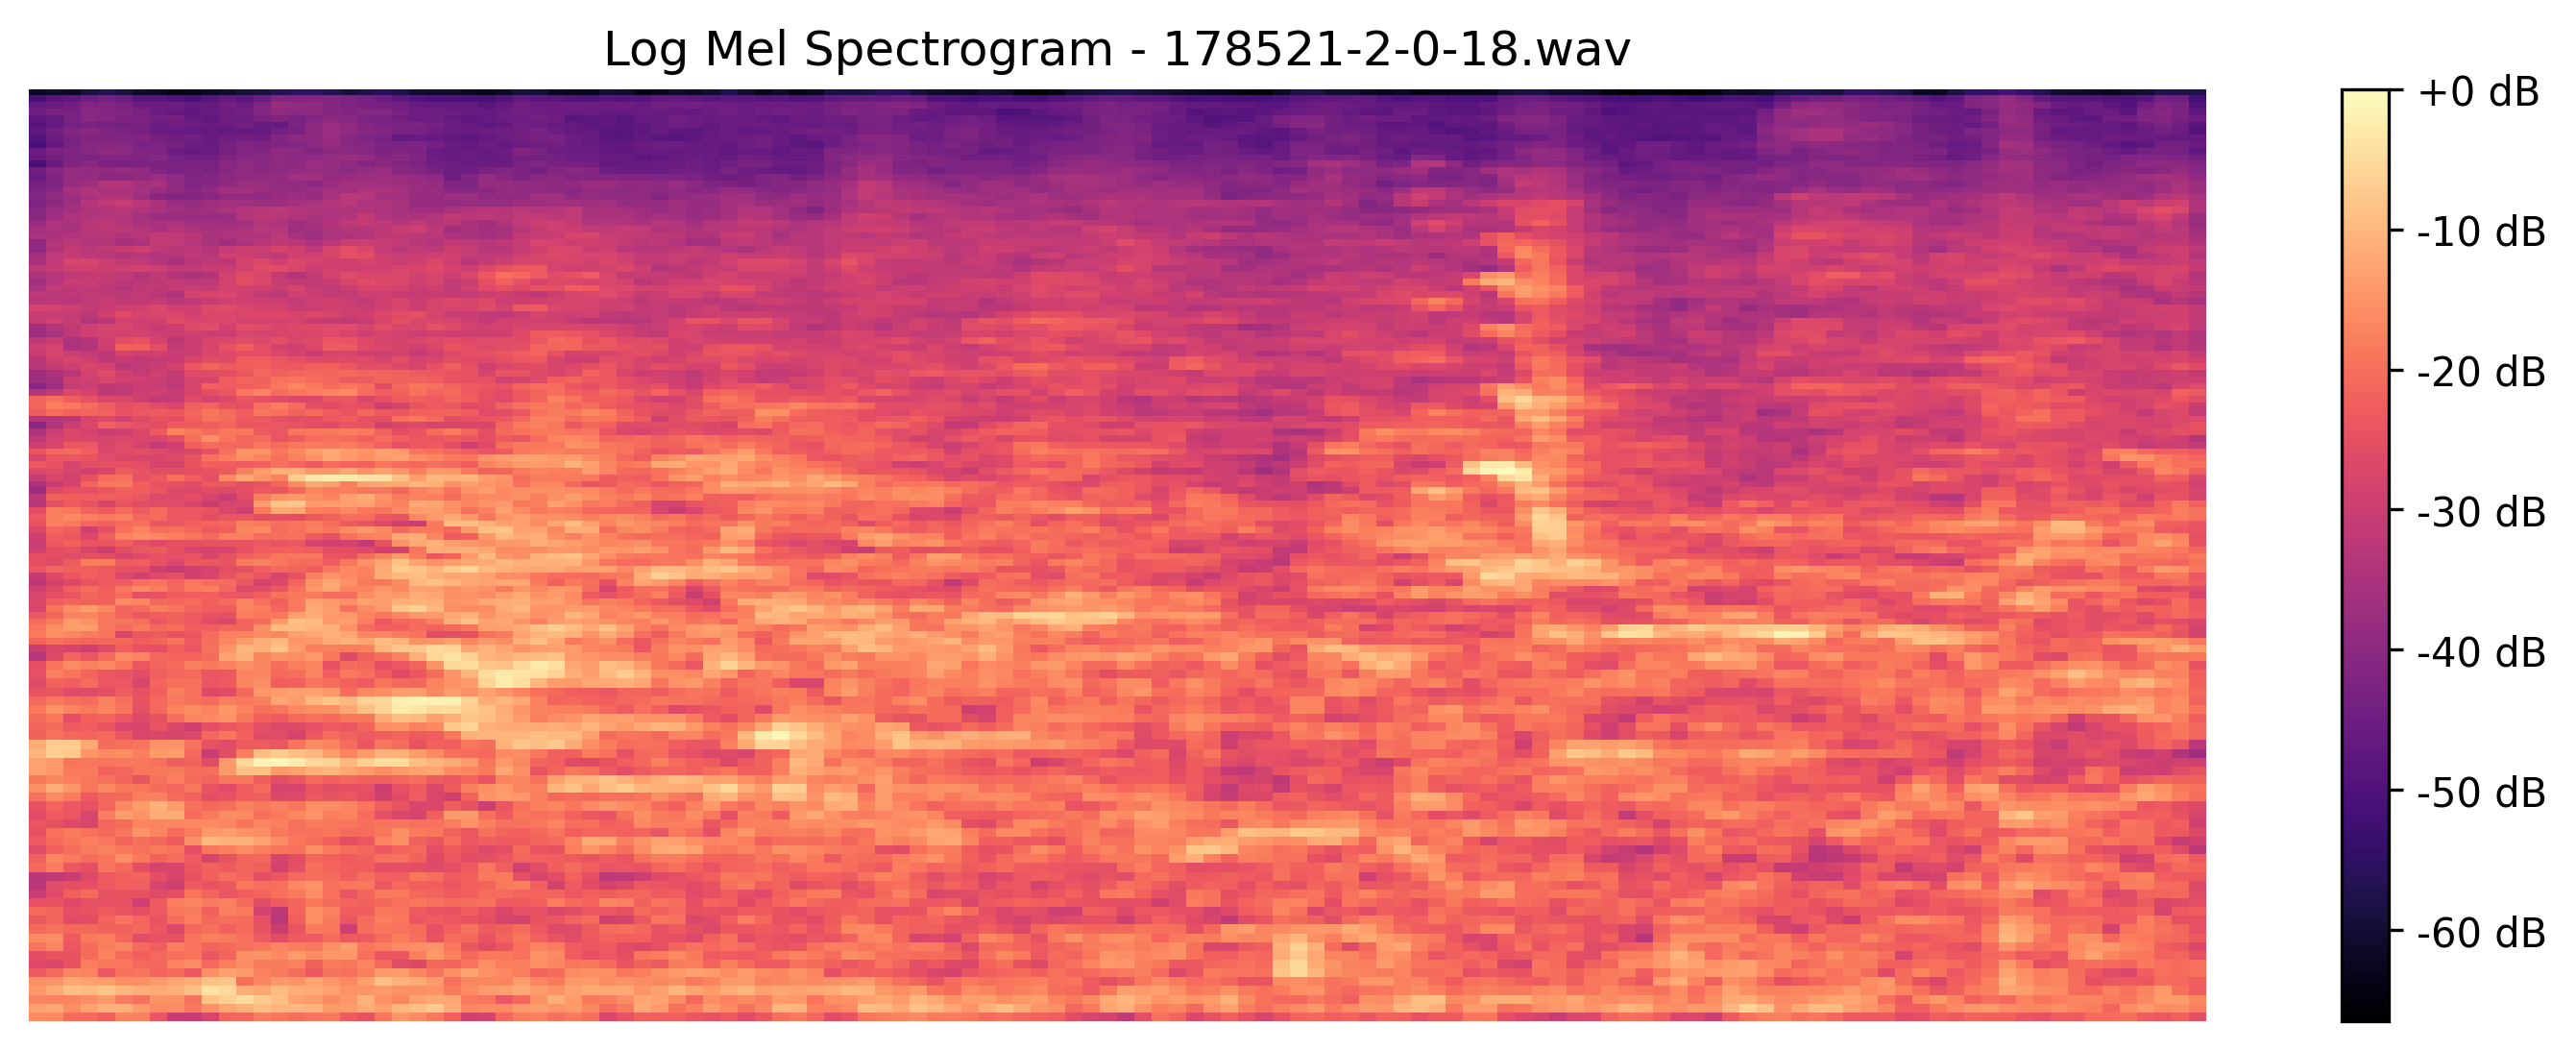 Log Mel Spectrogram - 178521-2-0-18.wav
+0 dB
-10 dB
-20 dB
-30 dB
-40 dB
-50 dB
-60 dB